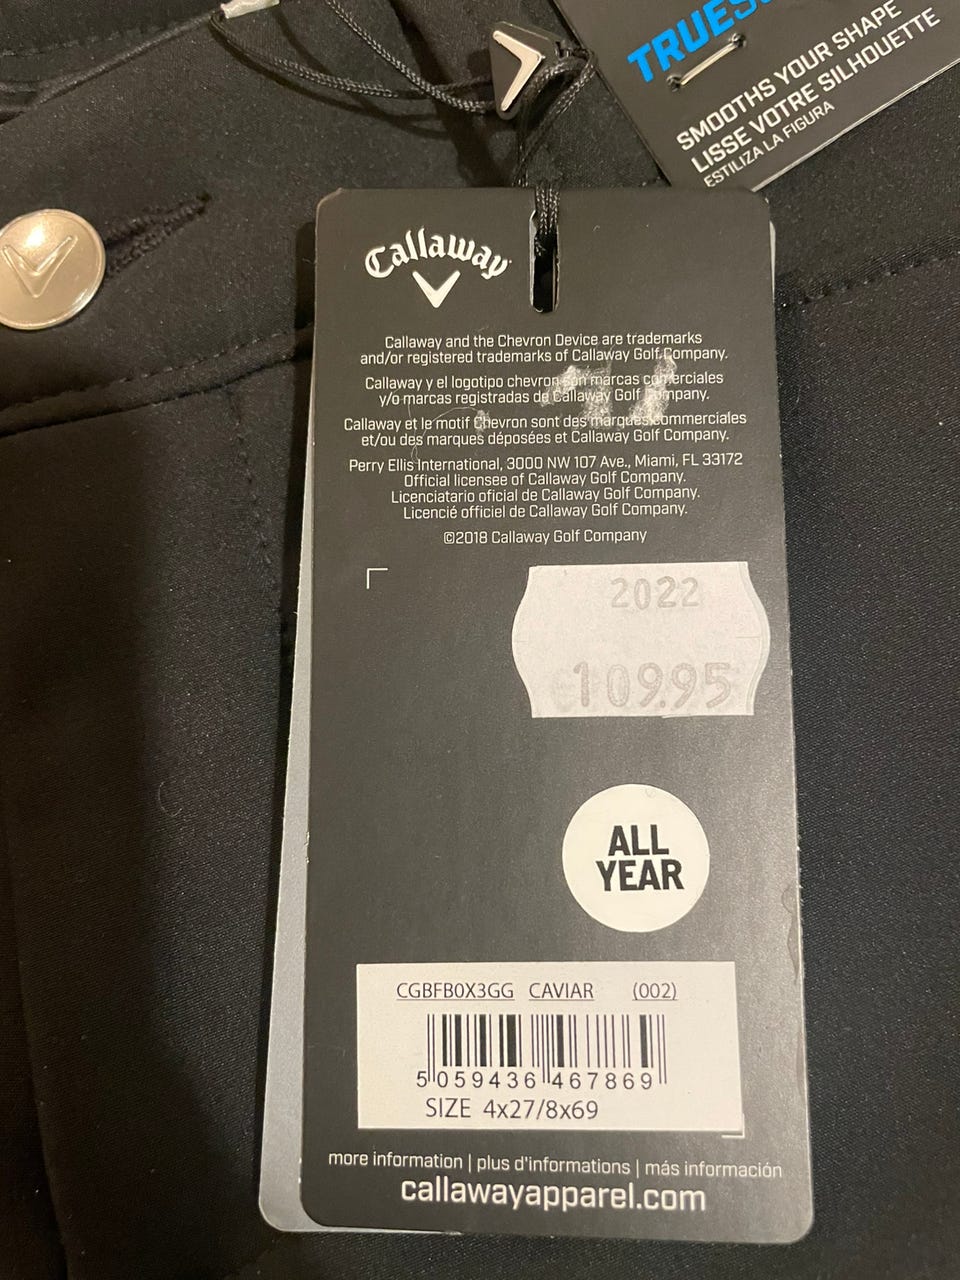 TRUES
SMOOTHS YOUR SHAPE
LISSE VOTRE SILHOUETTE
ESTILIZA LA FIGURA
Callaway
Callaway and the Chevron Device are trademarks
and/or registered trademarks of Callaway Golf Company.
Callaway y el logotipo chevron son marcas comerciales
y/o marcas registradas de Callaway Golf Company.
Callaway et le motif Chevron sont des marques commerciales
et/ou des marques déposées et Callaway Golf Company.
Perry Ellis International, 3000 NW 107 Ave., Miami, FL 33172
Official licensee of Callaway Golf Company.
Licenciatario oficial de Callaway Golf Company.
Licencié officiel de Callaway Golf Company.
©2018 Callaway Golf Company
2022
109.95
ALL
YEAR
CGBFB0X3GG CAVIAR (002)
5 059436 467869
SIZE 4x27/8x69
more information | plus d'informations | más información
callawayapparel.com